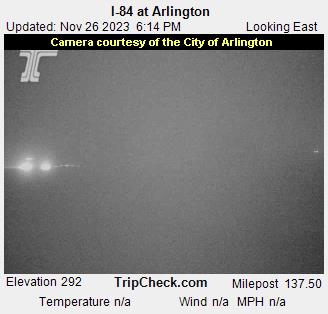 I-84 at Arlington
Updated: Nov 26 2023 6:14 PM Looking East
Camera courtesy of the City of Arlington
Elevation 292 TripCheck.com Milepost 137.50
Temperature n/a Wind n/a MPH n/a